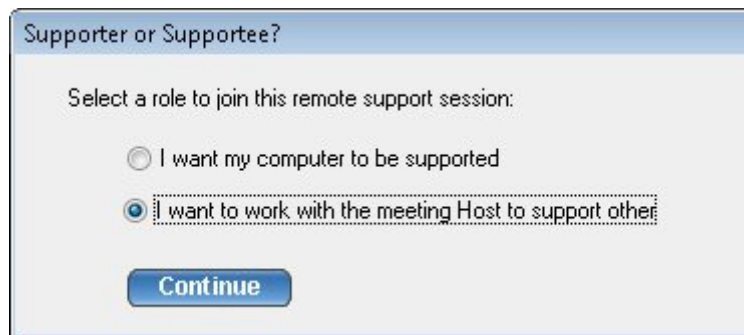 Supporter or Supportee?
Select a role to join this remote support session:
I want my computer to be supported
I want to work with the meeting Host to support other
Continue